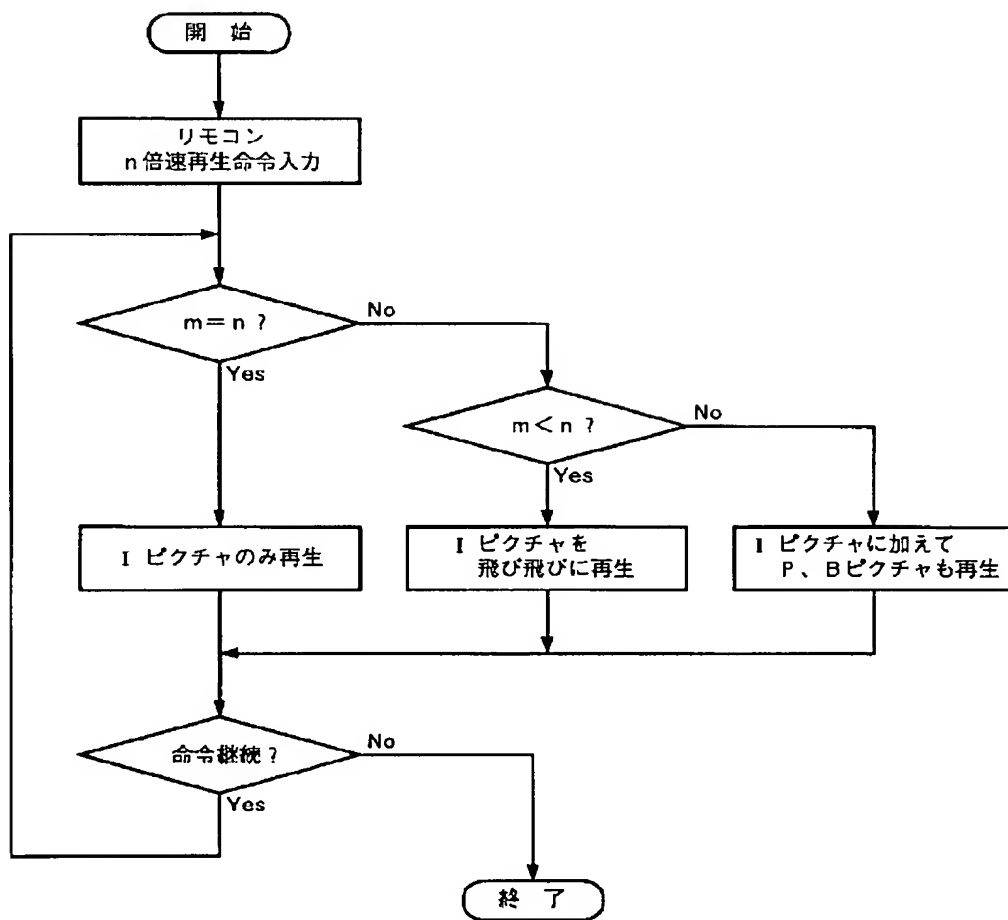 開 始
リモコン
n倍速再生命令入力
m=n ?
No
Yes
m<n ?
No
Yes
I ピクチャのみ再生
I ピクチャを
飛び飛びに再生
I ピクチャに加えて
P、Bピクチャも再生
命令継続?
No
Yes
終 了